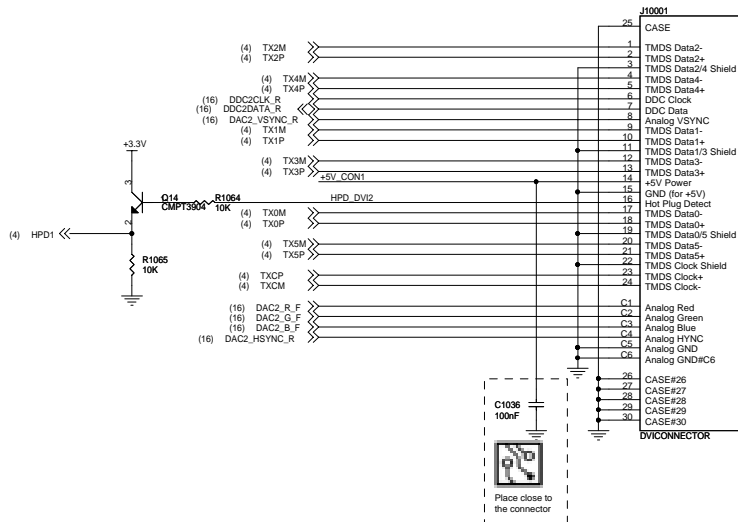 J10001
25 CASE
(4) TX2M 1 TMDS Data2-
(4) TX2P 2 TMDS Data2+
3 TMDS Data2/4 Shield
(4) TX4M 4 TMDS Data4-
(4) TX4P 5 TMDS Data4+
(16) DDC2CLK_R 6 DDC Clock
(16) DDC2DATA_R 7 DDC Data
(16) DAC2_VSYNC_R 8 Analog VSYNC
(4) TX1M 9 TMDS Data1-
(4) TX1P 10 TMDS Data1+
11 TMDS Data1/3 Shield
(4) TX3M 12 TMDS Data3-
(4) TX3P 13 TMDS Data3+
+5V_CON1 14 +5V Power
15 GND (for +5V)
HPD_DVI2 16 Hot Plug Detect
(4) TX0M 17 TMDS Data0-
(4) TX0P 18 TMDS Data0+
19 TMDS Data0/5 Shield
(4) TX5M 20 TMDS Data5-
(4) TX5P 21 TMDS Data5+
22 TMDS Clock Shield
(4) TXCP 23 TMDS Clock+
(4) TXCM 24 TMDS Clock-
(16) DAC2_R_F C1 Analog Red
(16) DAC2_G_F C2 Analog Green
(16) DAC2_B_F C3 Analog Blue
(16) DAC2_HSYNC_R C4 Analog HYNC
C5 Analog GND
C6 Analog GND#C6
26 CASE#26
27 CASE#27
28 CASE#28
29 CASE#29
30 CASE#30
DVICONNECTOR
+3.3V
3
Q14
CMPT3904
R1064
10K
2
(4) HPD1
R1065
10K
C1036
100nF
Place close to
the connector